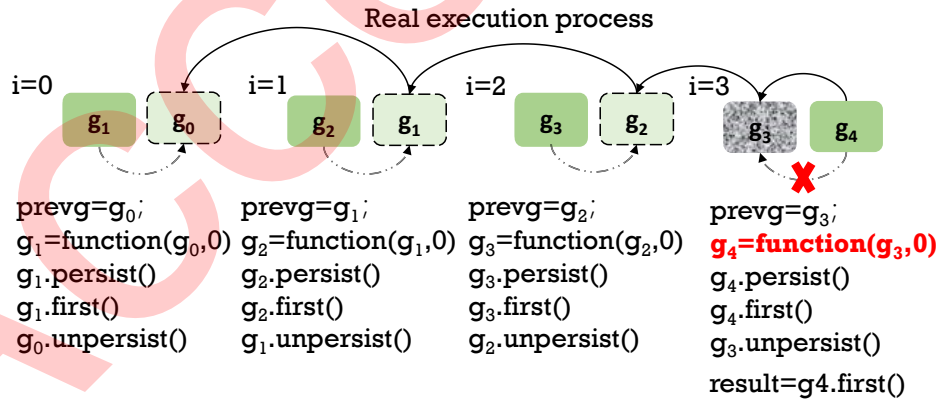 Real execution process
i=0
i=1
i=2
i=3
g₁ g₀ g₂ g₁ g₃ g₂ g₃ g₄
prevg=g₀;
g₁=function(g₀,0)
g₁.persist()
g₁.first()
g₀.unpersist()
prevg=g₁;
g₂=function(g₁,0)
g₂.persist()
g₂.first()
g₁.unpersist()
prevg=g₂;
g₃=function(g₂,0)
g₃.persist()
g₃.first()
g₂.unpersist()
prevg=g₃;
g₄=function(g₃,0)
g₄.persist()
g₄.first()
g₃.unpersist()
result=g4.first()